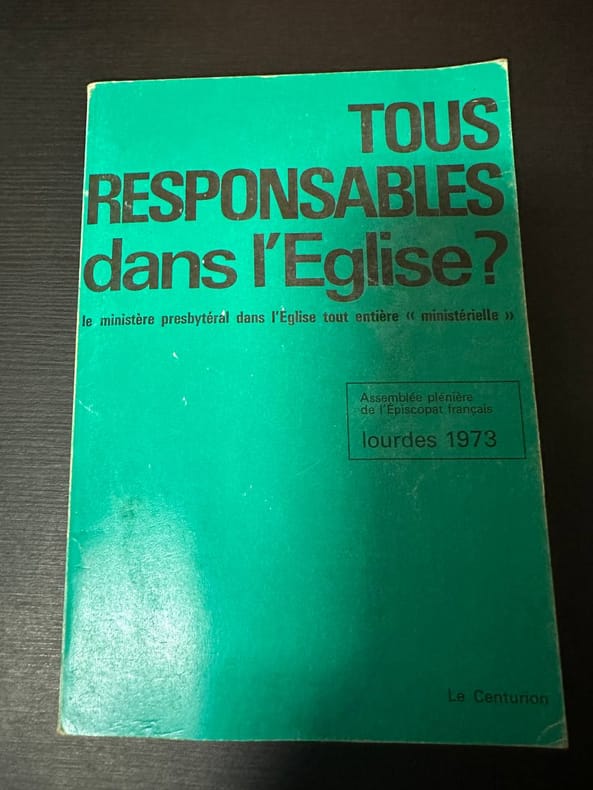 TOUS
RESPONSABLES
dans l'Eglise ?
le ministère presbytéral dans l'Eglise tout entière « ministérielle »
Assemblée plénière
de l'Épiscopat français
lourdes 1973
Le Centurion